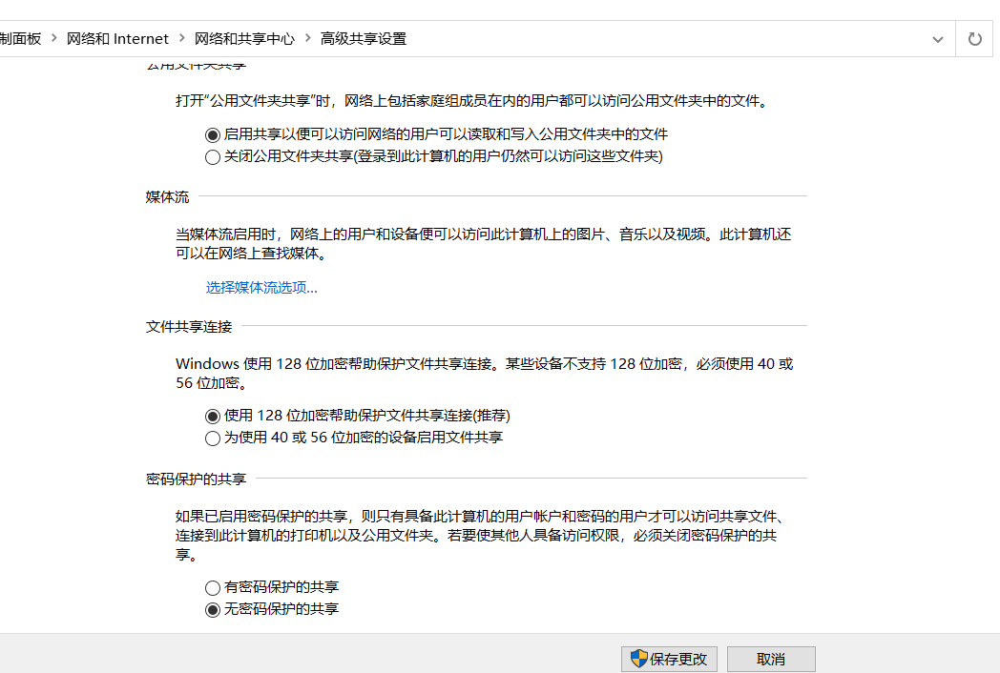 制面板 > 网络和 Internet > 网络和共享中心 > 高级共享设置
公用文件夹共享
打开“公用文件夹共享”时，网络上包括家庭组成员在内的用户都可以访问公用文件夹中的文件。
启用共享以便可以访问网络的用户可以读取和写入公用文件夹中的文件
关闭公用文件夹共享(登录到此计算机的用户仍然可以访问这些文件夹)
媒体流
当媒体流启用时，网络上的用户和设备便可以访问此计算机上的图片、音乐以及视频。此计算机还
可以在网络上查找媒体。
选择媒体流选项...
文件共享连接
Windows 使用 128 位加密帮助保护文件共享连接。某些设备不支持 128 位加密，必须使用 40 或
56 位加密。
使用 128 位加密帮助保护文件共享连接(推荐)
为使用 40 或 56 位加密的设备启用文件共享
密码保护的共享
如果已启用密码保护的共享，则只有具备此计算机的用户帐户和密码的用户才可以访问共享文件、
连接到此计算机的打印机以及公用文件夹。若要使其他人具备访问权限，必须关闭密码保护的共
享。
有密码保护的共享
无密码保护的共享
保存更改
取消